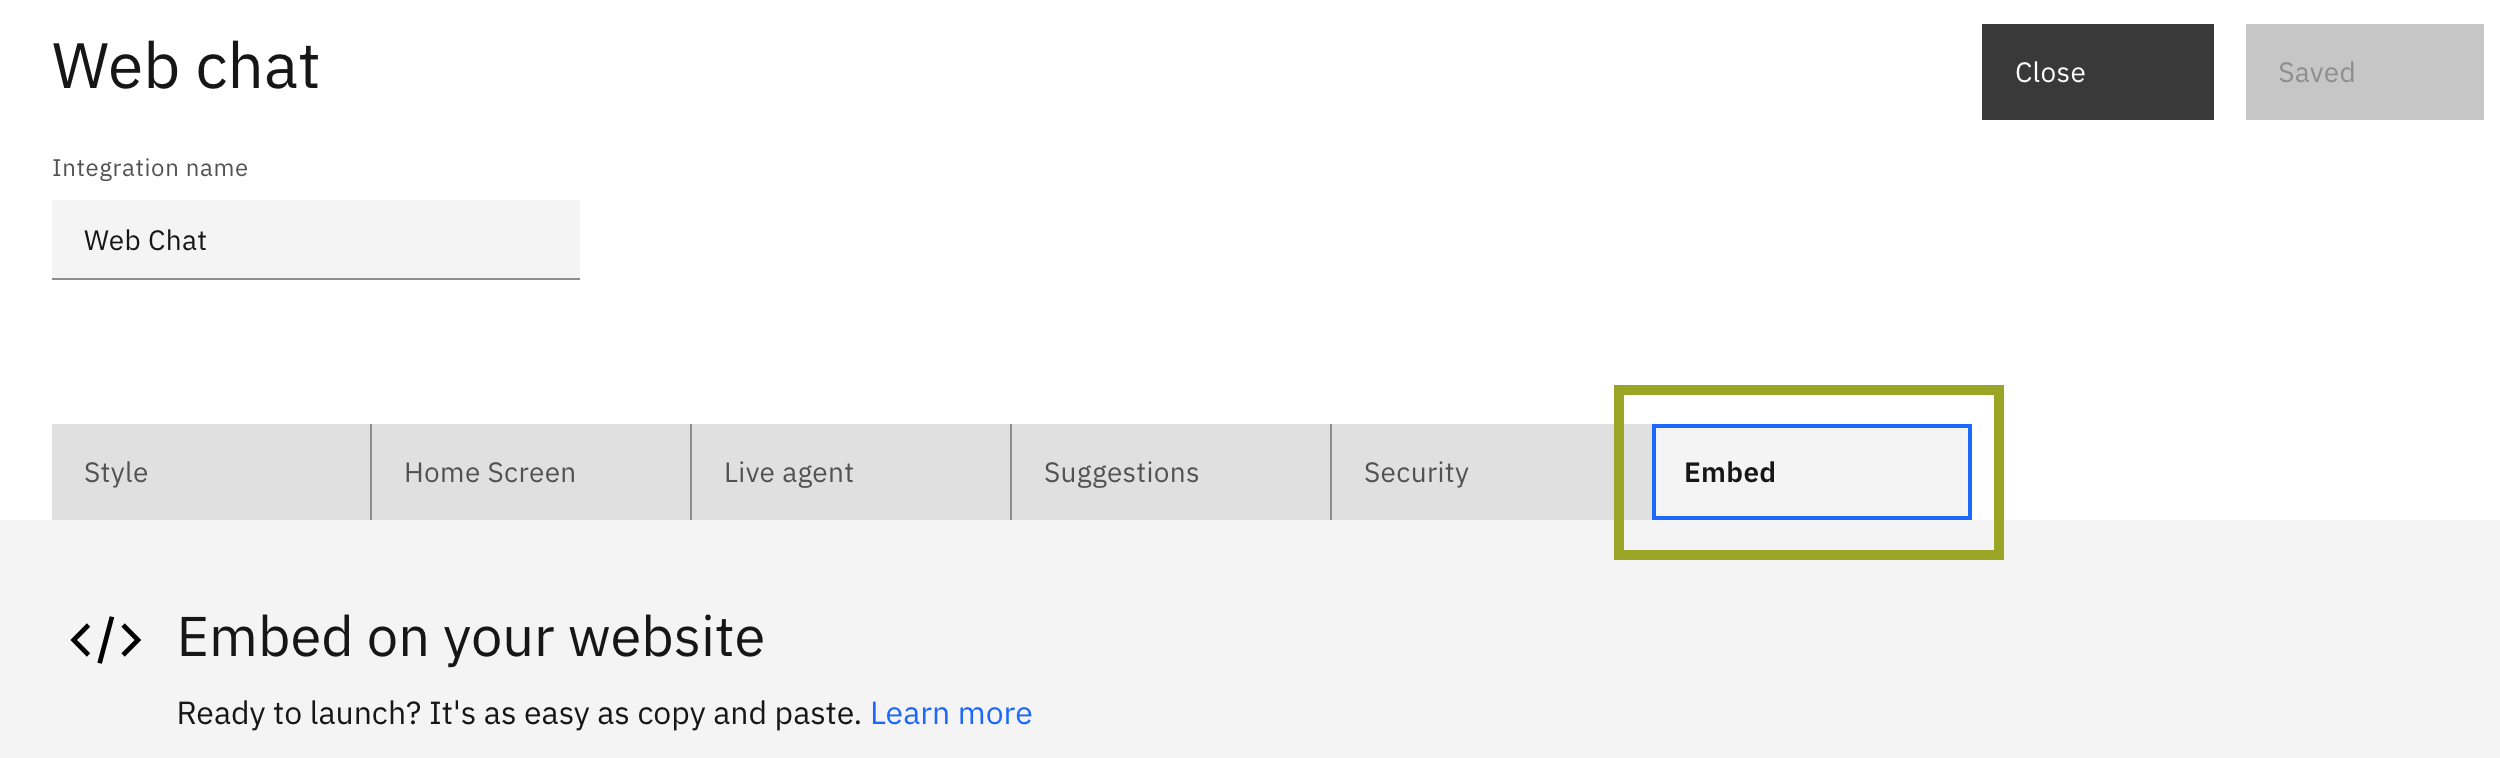 Web chat
Close
Saved
Integration name
Web Chat
Style
Home Screen
Live agent
Suggestions
Security
Embed
</> Embed on your website
Ready to launch? It's as easy as copy and paste. Learn more